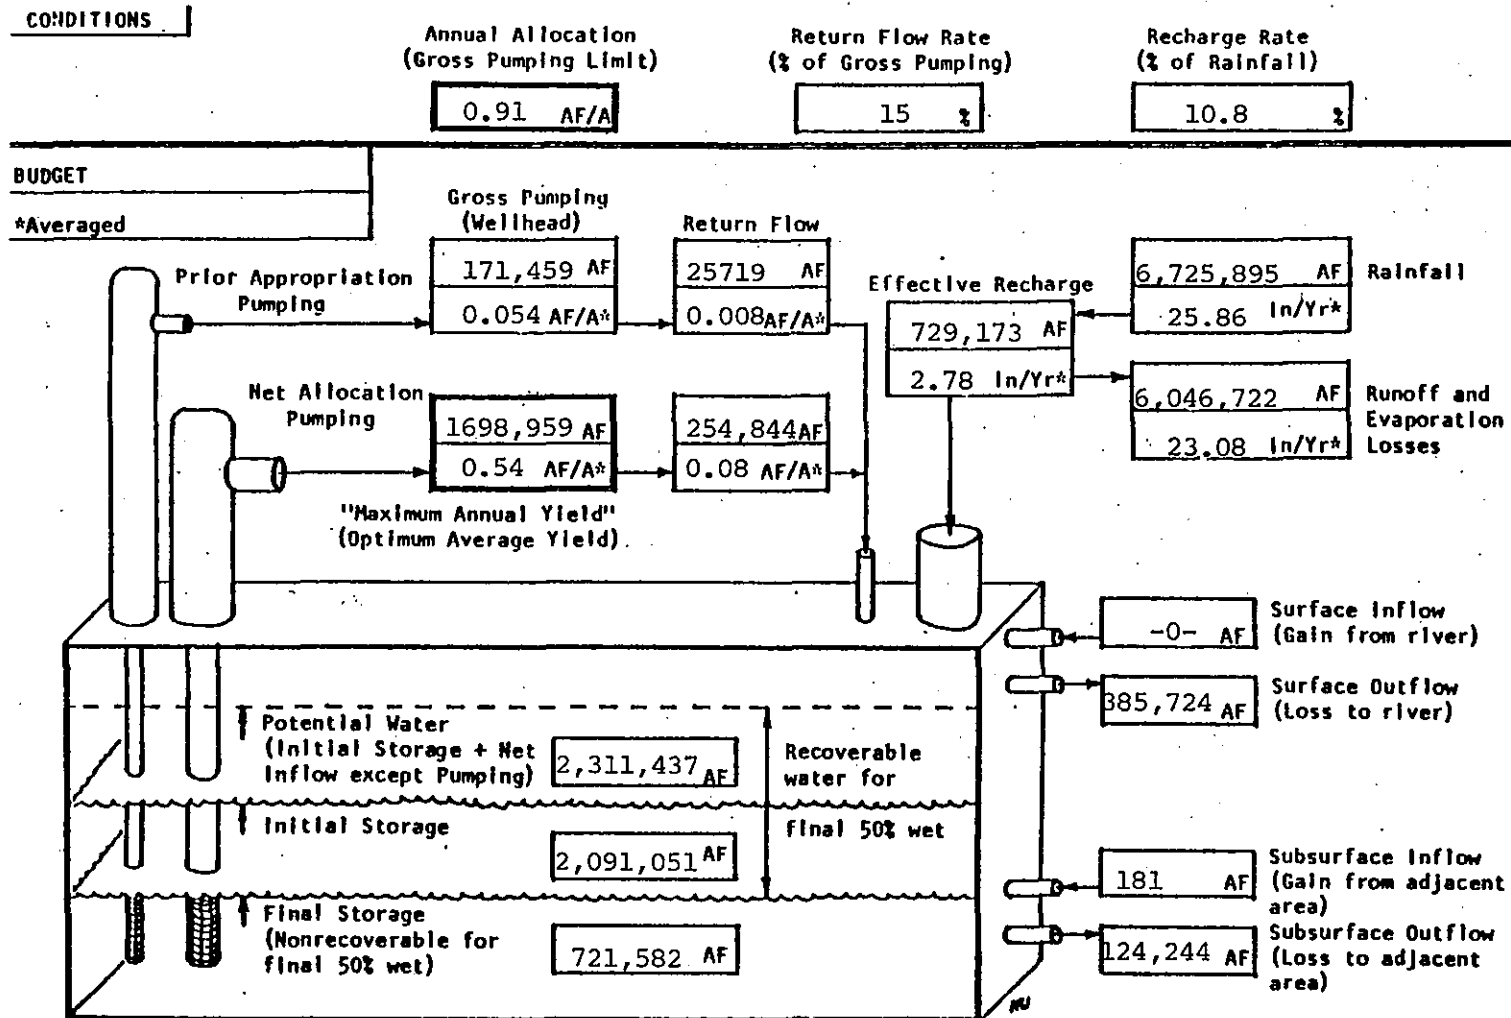 CONDITIONS
Annual Allocation
(Gross Pumping Limit)
0.91 AF/A
Return Flow Rate
(% of Gross Pumping)
15 %
Recharge Rate
(% of Rainfall)
10.8 %
BUDGET
*Averaged
Gross Pumping
(Wellhead)
Return Flow
Prior Appropriation
Pumping
171,459 AF
0.054 AF/A*
25719 AF
0.008 AF/A*
Effective Recharge
729,173 AF
2.78 In/Yr*
6,725,895 AF
25.86 In/Yr*
Rainfall
Net Allocation
Pumping
1698,959 AF
0.54 AF/A*
254,844 AF
0.08 AF/A*
6,046,722 AF
23.08 In/Yr*
Runoff and
Evaporation
Losses
"Maximum Annual Yield"
(Optimum Average Yield)
-0- AF
Surface Inflow
(Gain from river)
385,724 AF
Surface Outflow
(Loss to river)
Potential Water
(Initial Storage + Net
Inflow except Pumping)
2,311,437 AF
Recoverable
water for
final 50% wet
Initial Storage
2,091,051 AF
181 AF
Subsurface Inflow
(Gain from adjacent
area)
Final Storage
(Nonrecoverable for
final 50% wet)
721,582 AF
124,244 AF
Subsurface Outflow
(Loss to adjacent
area)